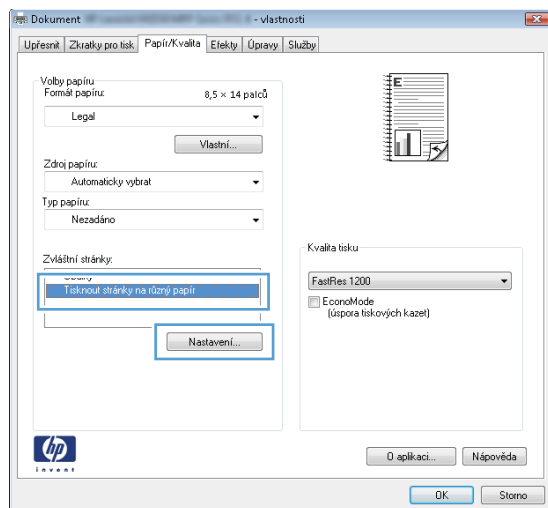 Dokument - vlastnosti
Upřesnit Zkratky pro tisk Papír/Kvalita Efekty Úpravy Služby
Volby papíru
Formát papíru: 8,5 × 14 palců
Legal
Vlastní...
Zdroj papíru:
Automaticky vybrat
Typ papíru:
Nezadáno
Zvláštní stránky:
Tisknout stránky na různý papír
Nastavení...
E
Kvalita tisku
FastRes 1200
EconoMode
(úspora tiskových kazet)
hp
invent
O aplikaci... Nápověda
OK Storno